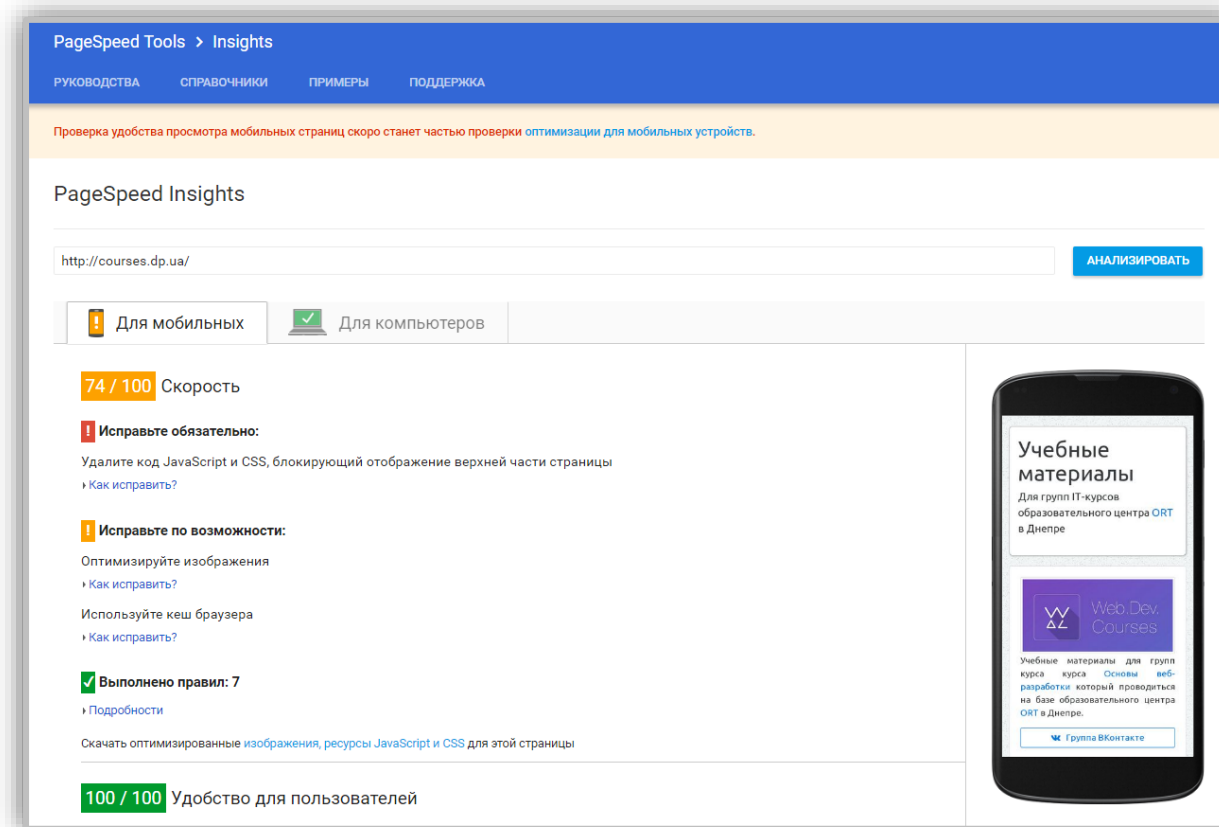 PageSpeed Tools > Insights
РУКОВОДСТВА СПРАВОЧНИКИ ПРИМЕРЫ ПОДДЕРЖКА
Проверка удобства просмотра мобильных страниц скоро станет частью проверки оптимизации для мобильных устройств.
PageSpeed Insights
http://courses.dp.ua/
АНАЛИЗИРОВАТЬ
Для мобильных
Для компьютеров
74 / 100 Скорость
! Исправьте обязательно:
Удалите код JavaScript и CSS, блокирующий отображение верхней части страницы
Как исправить?
! Исправьте по возможности:
Оптимизируйте изображения
Как исправить?
Используйте кеш браузера
Как исправить?
Выполнено правил: 7
Подробности
Скачать оптимизированные изображения, ресурсы JavaScript и CSS для этой страницы
100 / 100 Удобство для пользователей
Учебные
материалы
Для групп IT-курсов
образовательного центра ORT
в Днепре
Web.Dev.
Courses
Учебные материалы для групп
курса курса Основы веб-
разработки который проводиться
на базе образовательного центра
ORT в Днепре.
Группа ВКонтакте